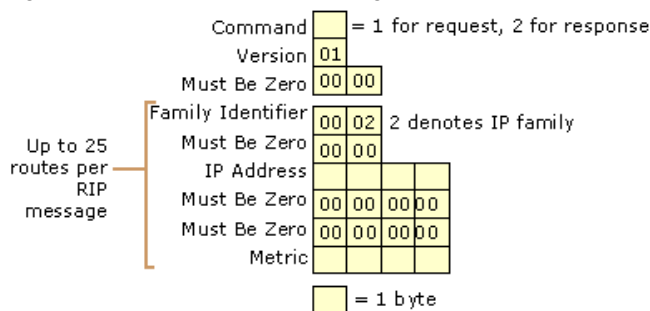 Command = 1 for request, 2 for response
Version 01
Must Be Zero 00 00
Family Identifier 00 02 2 denotes IP family
Must Be Zero 00 00
Up to 25
routes per
RIP
message
IP Address
Must Be Zero 00 00 00 00
Must Be Zero 00 00 00 00
Metric
= 1 byte